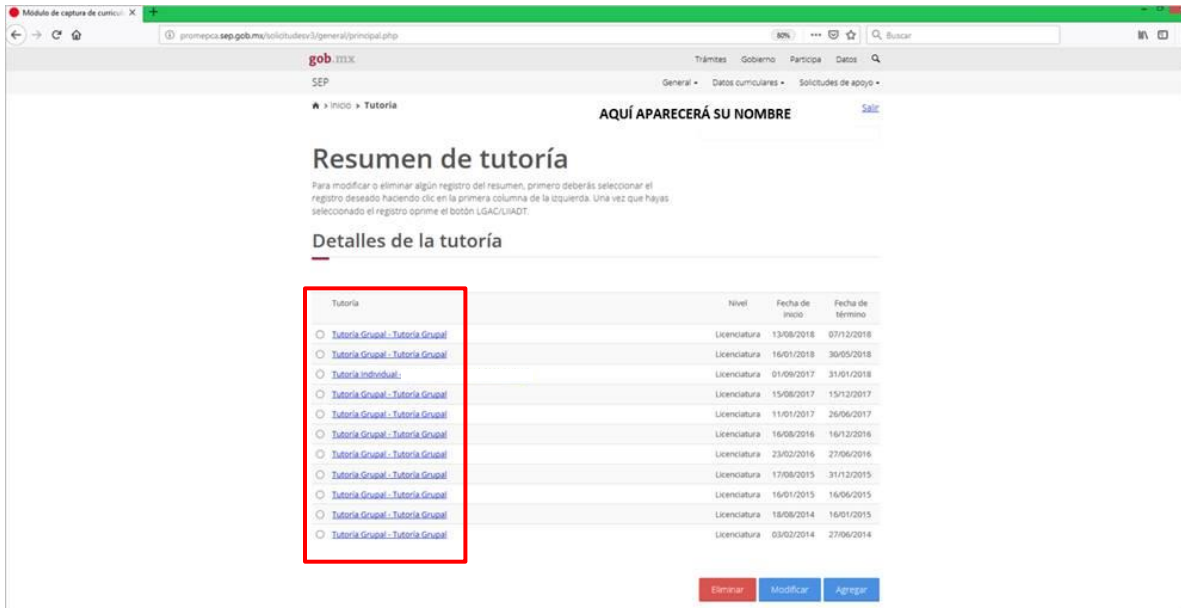 Módulo de captura de curricul
promepca.sep.gob.mx/solicitudesv3/general/principal.php
80%
Buscar
gob.mx
Trámites Gobierno Participa Datos
SEP
General Datos curriculares Solicitudes de apoyo
> Inicio > Tutoría
AQUÍ APARECERÁ SU NOMBRE
Salir
Resumen de tutoría
Para modificar o eliminar algún registro del resumen, primero deberás seleccionar el
registro deseado haciendo clic en la primera columna de la izquierda. Una vez que hayas
seleccionado el registro oprime el botón LGAC/LIIADT.
Detalles de la tutoría
Tutoría Nivel Fecha de inicio Fecha de término
Tutoría Grupal - Tutoría Grupal Licenciatura 13/08/2018 07/12/2018
Tutoría Grupal - Tutoría Grupal Licenciatura 16/01/2018 30/05/2018
Tutoría Individual - Licenciatura 01/09/2017 31/01/2018
Tutoría Grupal - Tutoría Grupal Licenciatura 15/08/2017 15/12/2017
Tutoría Grupal - Tutoría Grupal Licenciatura 11/01/2017 26/06/2017
Tutoría Grupal - Tutoría Grupal Licenciatura 16/08/2016 16/12/2016
Tutoría Grupal - Tutoría Grupal Licenciatura 23/02/2016 27/06/2016
Tutoría Grupal - Tutoría Grupal Licenciatura 17/08/2015 31/12/2015
Tutoría Grupal - Tutoría Grupal Licenciatura 16/01/2015 16/06/2015
Tutoría Grupal - Tutoría Grupal Licenciatura 18/08/2014 16/01/2015
Tutoría Grupal - Tutoría Grupal Licenciatura 03/02/2014 27/06/2014
Eliminar Modificar Agregar